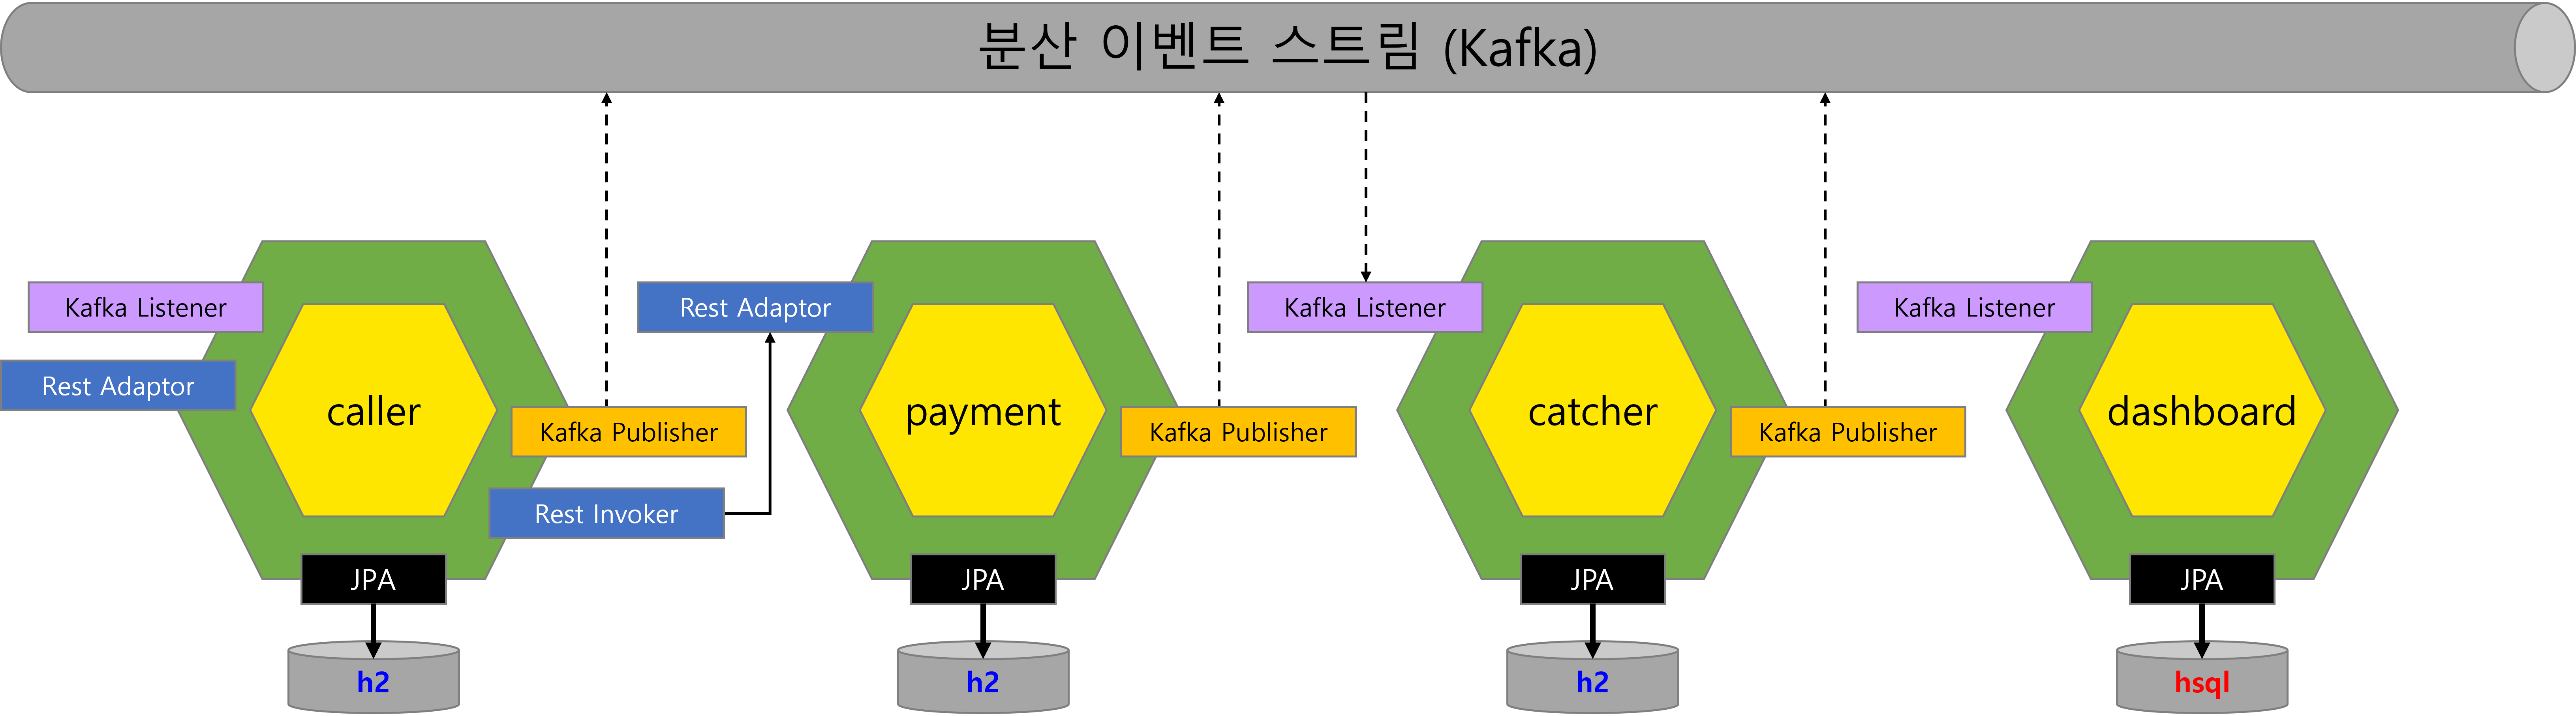 분산 이벤트 스트림 (Kafka)
Kafka Listener
Rest Adaptor
caller
Kafka Publisher
Rest Invoker
JPA
h2
Rest Adaptor
payment
Kafka Publisher
JPA
h2
Kafka Listener
catcher
Kafka Publisher
JPA
h2
Kafka Listener
dashboard
JPA
hsql